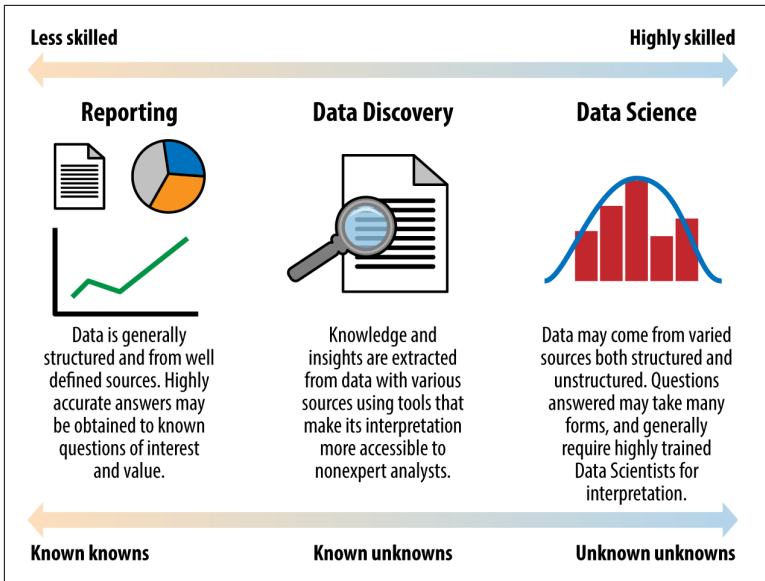 Less skilled
Highly skilled
Reporting
Data Discovery
Data Science
Data is generally
structured and from well
defined sources. Highly
accurate answers may
be obtained to known
questions of interest
and value.
Knowledge and
insights are extracted
from data with various
sources using tools that
make its interpretation
more accessible to
nonexpert analysts.
Data may come from varied
sources both structured and
unstructured. Questions
answered may take many
forms, and generally
require highly trained
Data Scientists for
interpretation.
Known knowns
Known unknowns
Unknown unknowns